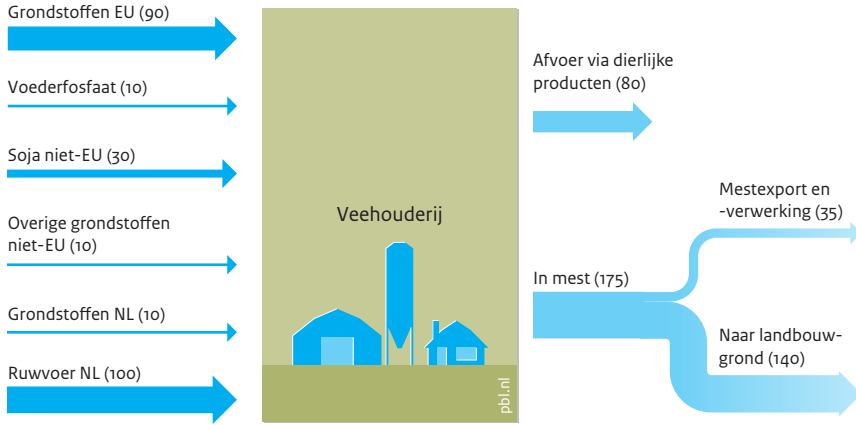 Grondstoffen EU (90)
Voederfosfaat (10)
Soja niet-EU (30)
Overige grondstoffen
niet-EU (10)
Grondstoffen NL (10)
Ruwvoer NL (100)
Veehouderij
pbl.nl
Afvoer via dierlijke
producten (80)
In mest (175)
Mestexport en
-verwerking (35)
Naar landbouw-
grond (140)